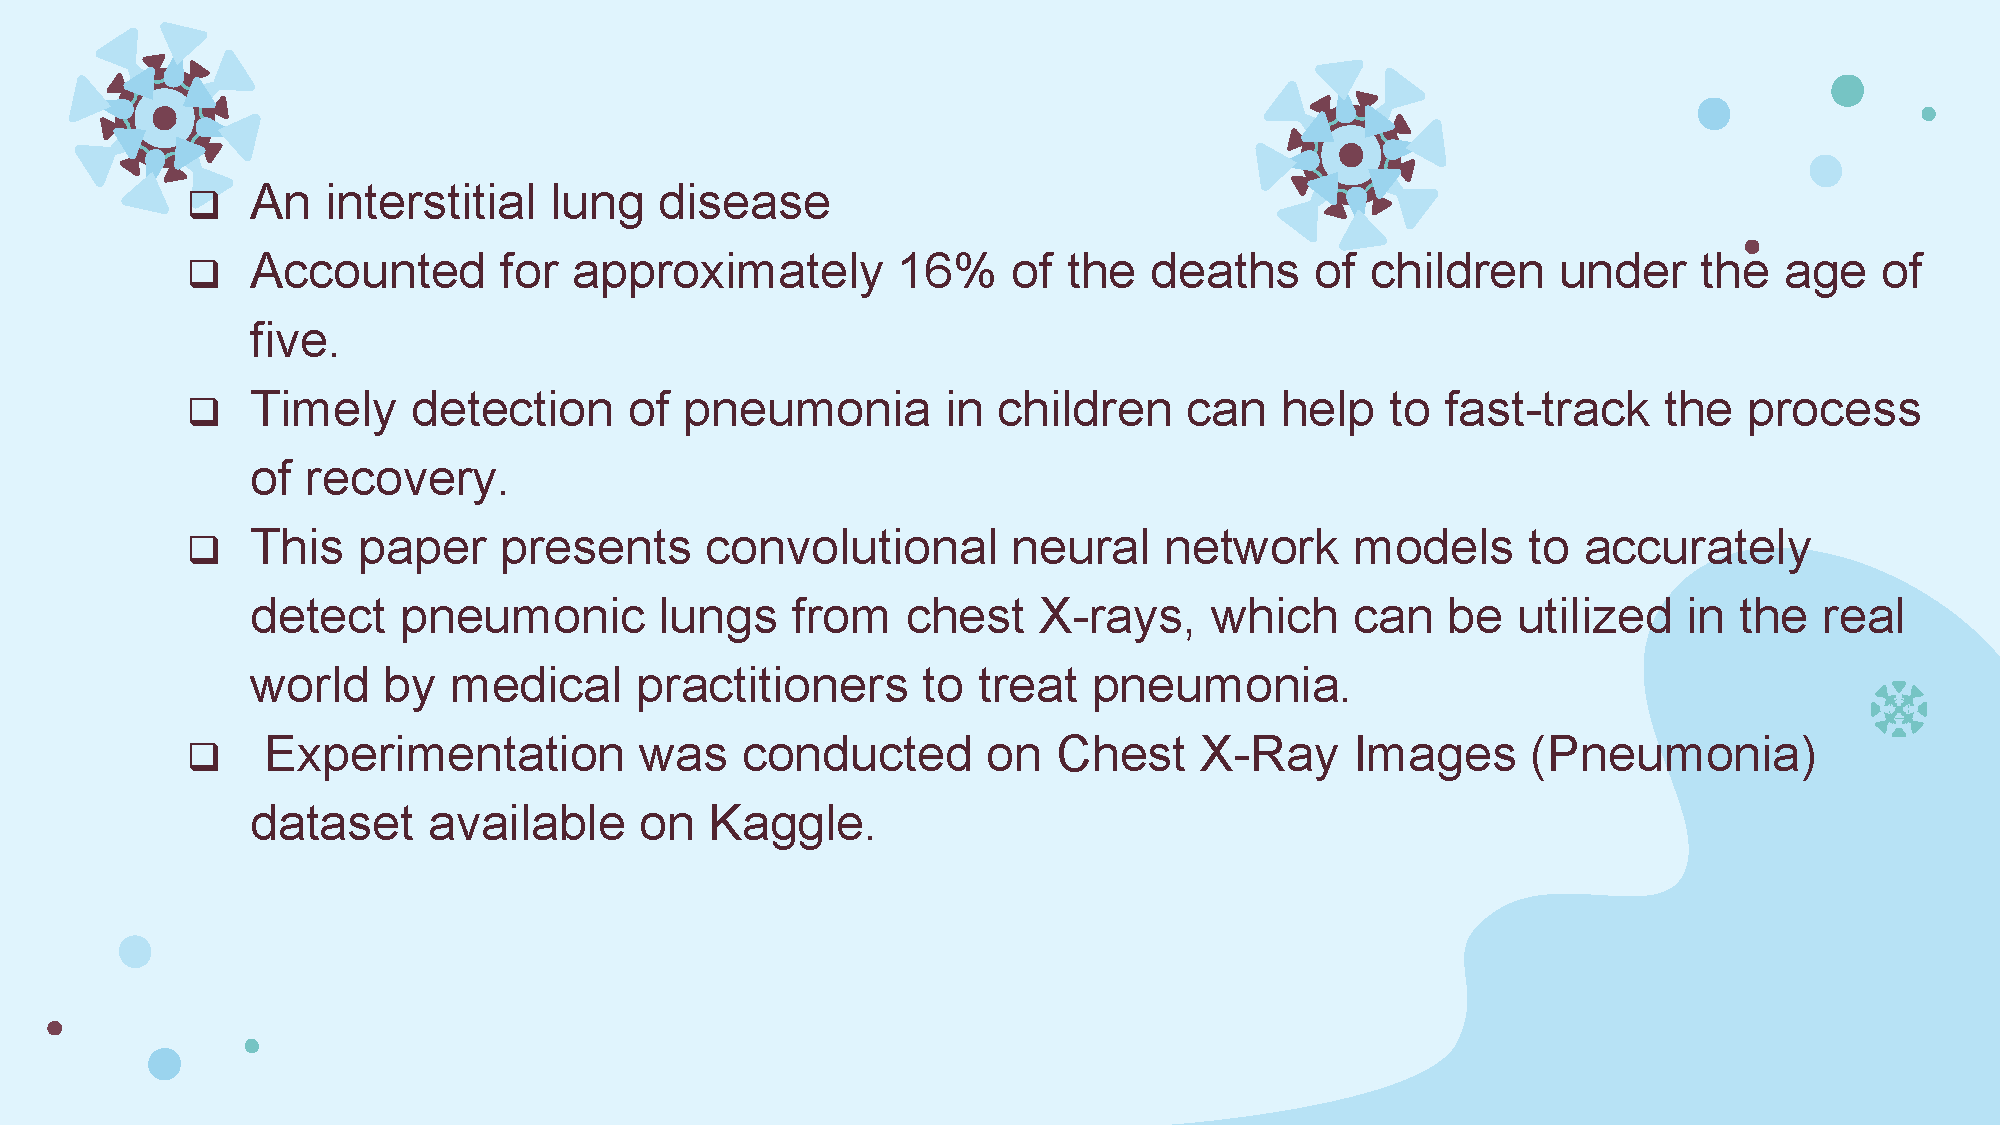 ❑ An interstitial lung disease
❑ Accounted for approximately 16% of the deaths of children under the age of
five.
❑ Timely detection of pneumonia in children can help to fast-track the process
of recovery.
❑ This paper presents convolutional neural network models to accurately
detect pneumonic lungs from chest X-rays, which can be utilized in the real
world by medical practitioners to treat pneumonia.
❑ Experimentation was conducted on Chest X-Ray Images (Pneumonia)
dataset available on Kaggle.